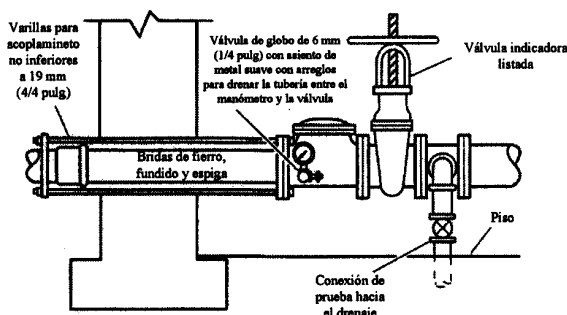 Varillas para
scoplamineto
no inferiores
a 19 mm
(4/4 pulg)
Válvula de globo de 6 mm
(1/4 pulg) con asiento de
metal suave con arreglos
para drenar la tubería entre el
manómetro y la válvula
Válvula indicadora
listada
Bridas de fierro,
fundido y espiga
Piso
Conexión de
prueba hacia
el drenaje